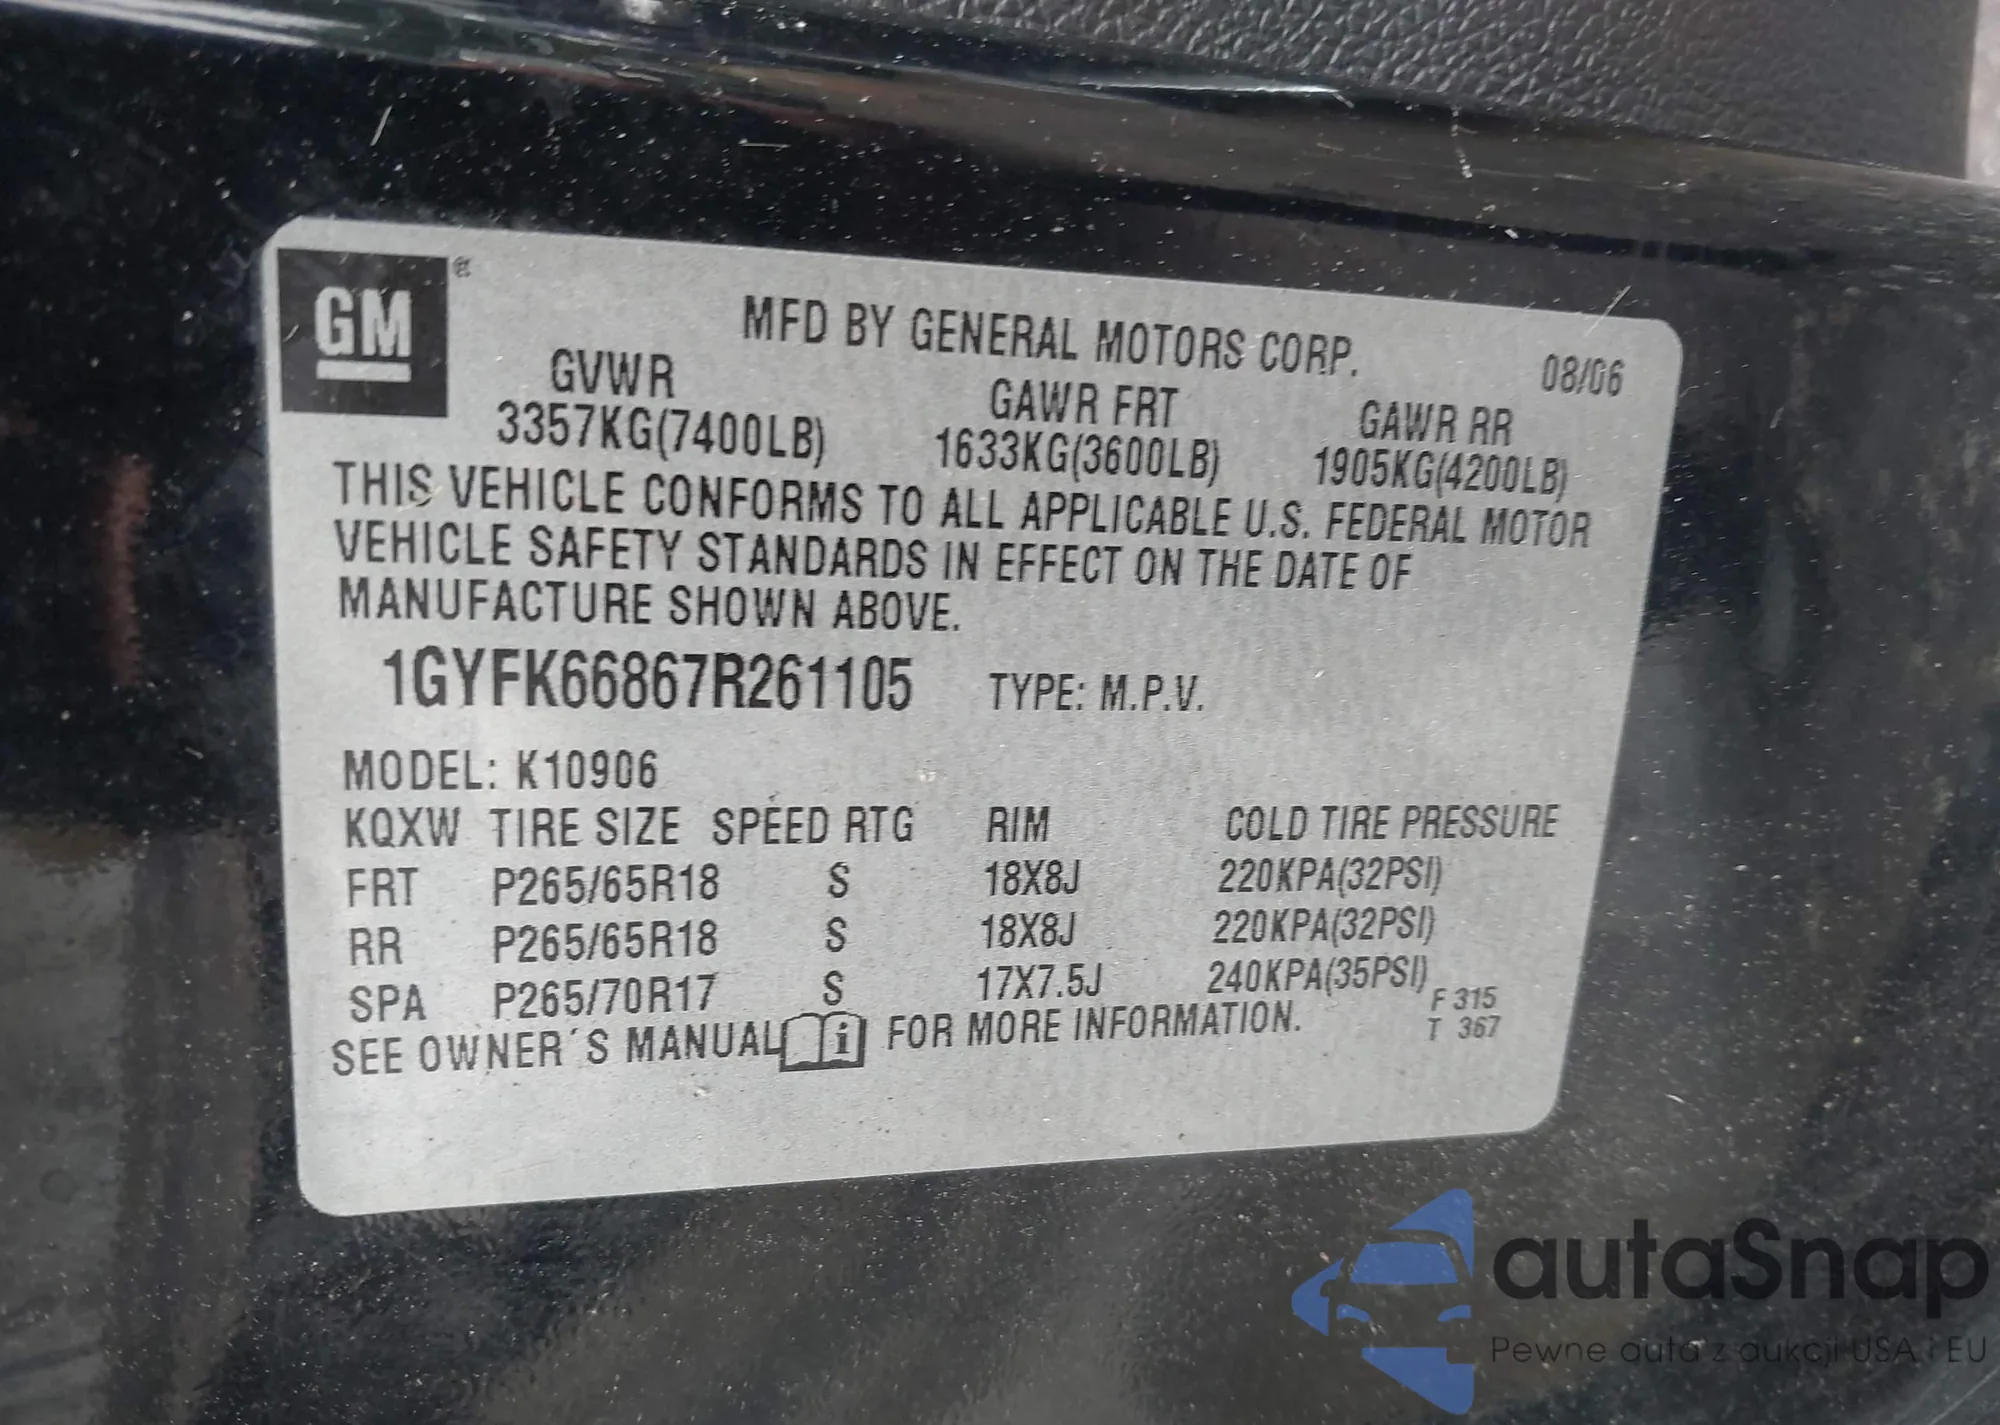 GM
MFD BY GENERAL MOTORS CORP.
08/06
GVWR GAWR FRT GAWR RR
3357KG(7400LB) 1633KG(3600LB) 1905KG(4200LB)
THIS VEHICLE CONFORMS TO ALL APPLICABLE U.S. FEDERAL MOTOR
VEHICLE SAFETY STANDARDS IN EFFECT ON THE DATE OF
MANUFACTURE SHOWN ABOVE.
1GYFK66867R261105 TYPE: M.P.V.
MODEL: K10906
KQXW TIRE SIZE SPEED RTG RIM COLD TIRE PRESSURE
FRT P265/65R18 S 18X8J 220KPA(32PSI)
RR P265/65R18 S 18X8J 220KPA(32PSI)
SPA P265/70R17 S 17X7.5J 240KPA(35PSI)
SEE OWNER´S MANUAL i FOR MORE INFORMATION.
F 315
T 367
autaSnap
Pewne auta z aukcji USA i EU